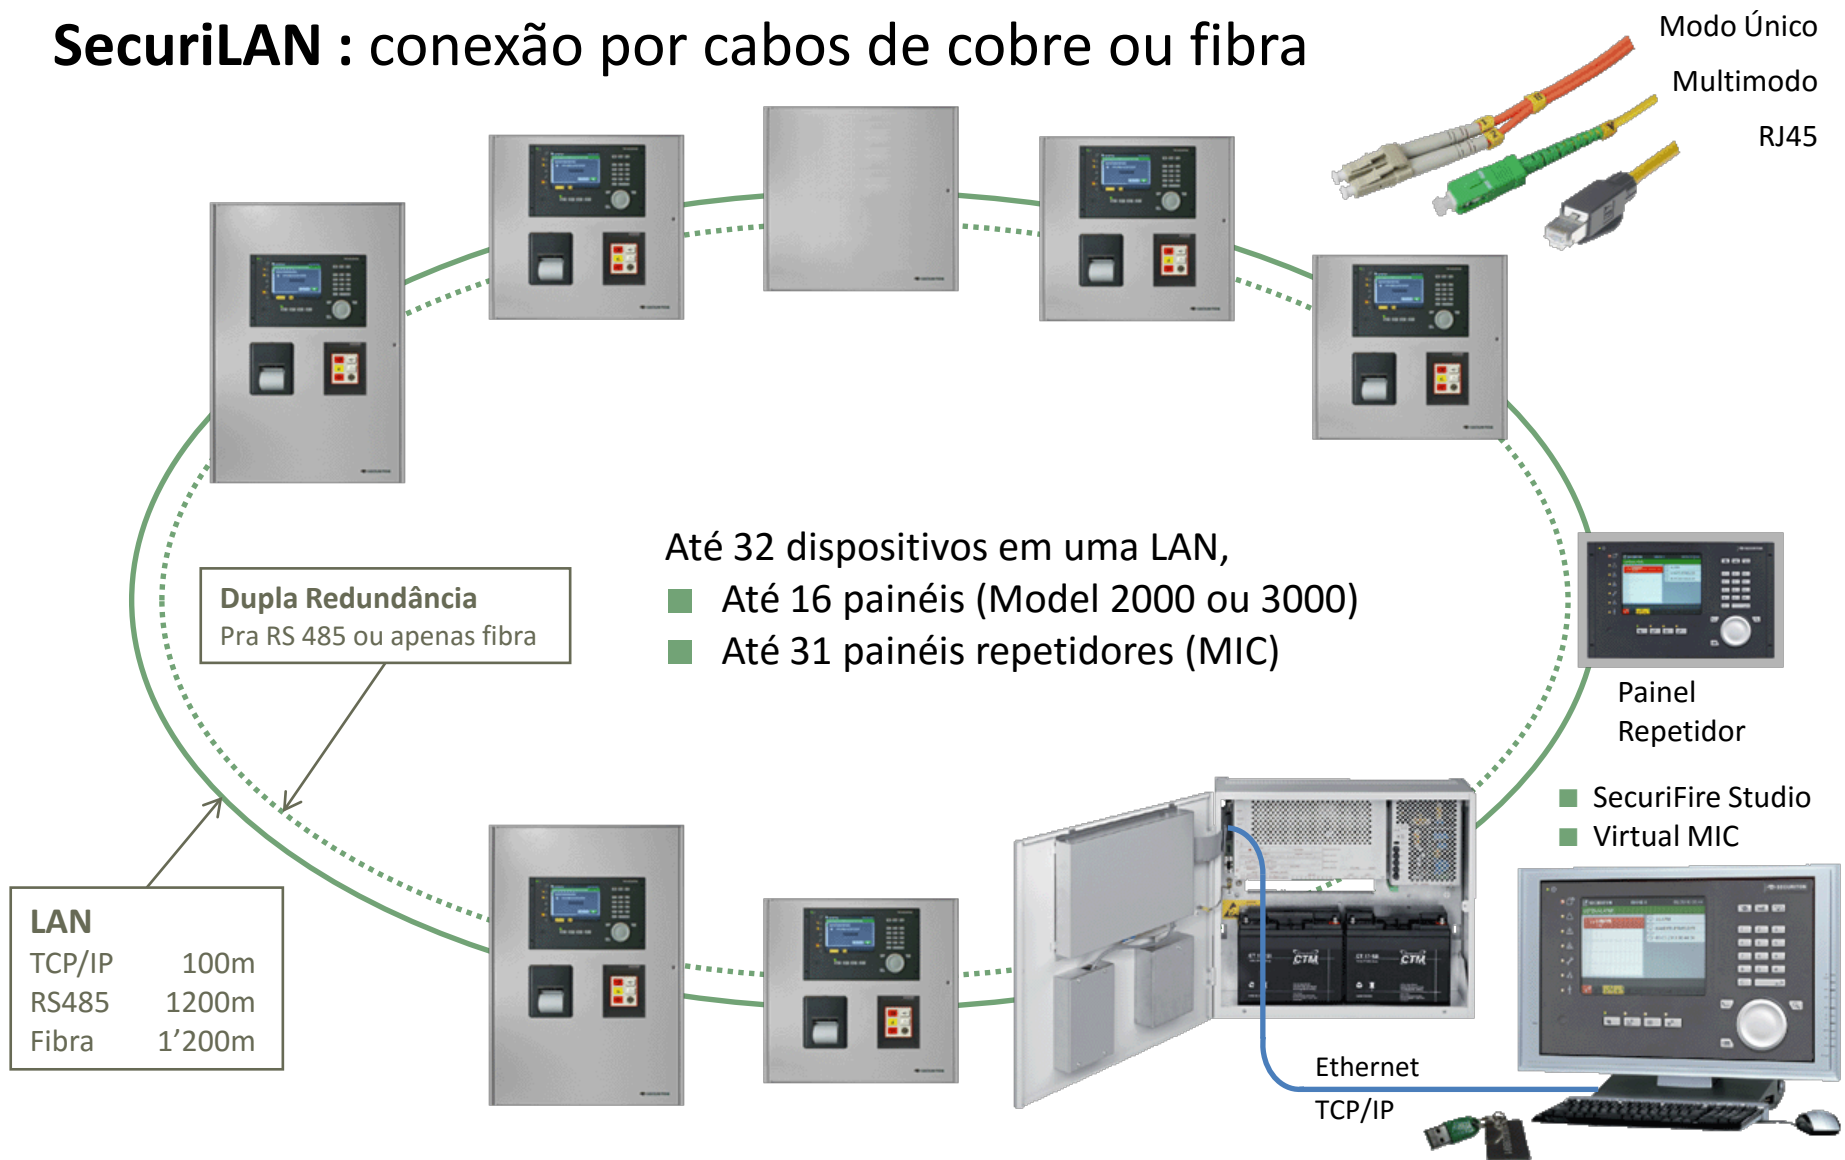 SecuriLAN : conexão por cabos de cobre ou fibra
Modo Único
Multimodo
RJ45
Até 32 dispositivos em uma LAN,
Até 16 painéis (Model 2000 ou 3000)
Até 31 painéis repetidores (MIC)
Dupla Redundância
Pra RS 485 ou apenas fibra
Painel
Repetidor
SecuriFire Studio
Virtual MIC
LAN
TCP/IP 100m
RS485 1200m
Fibra 1’200m
CTM
CTM
Ethernet
TCP/IP